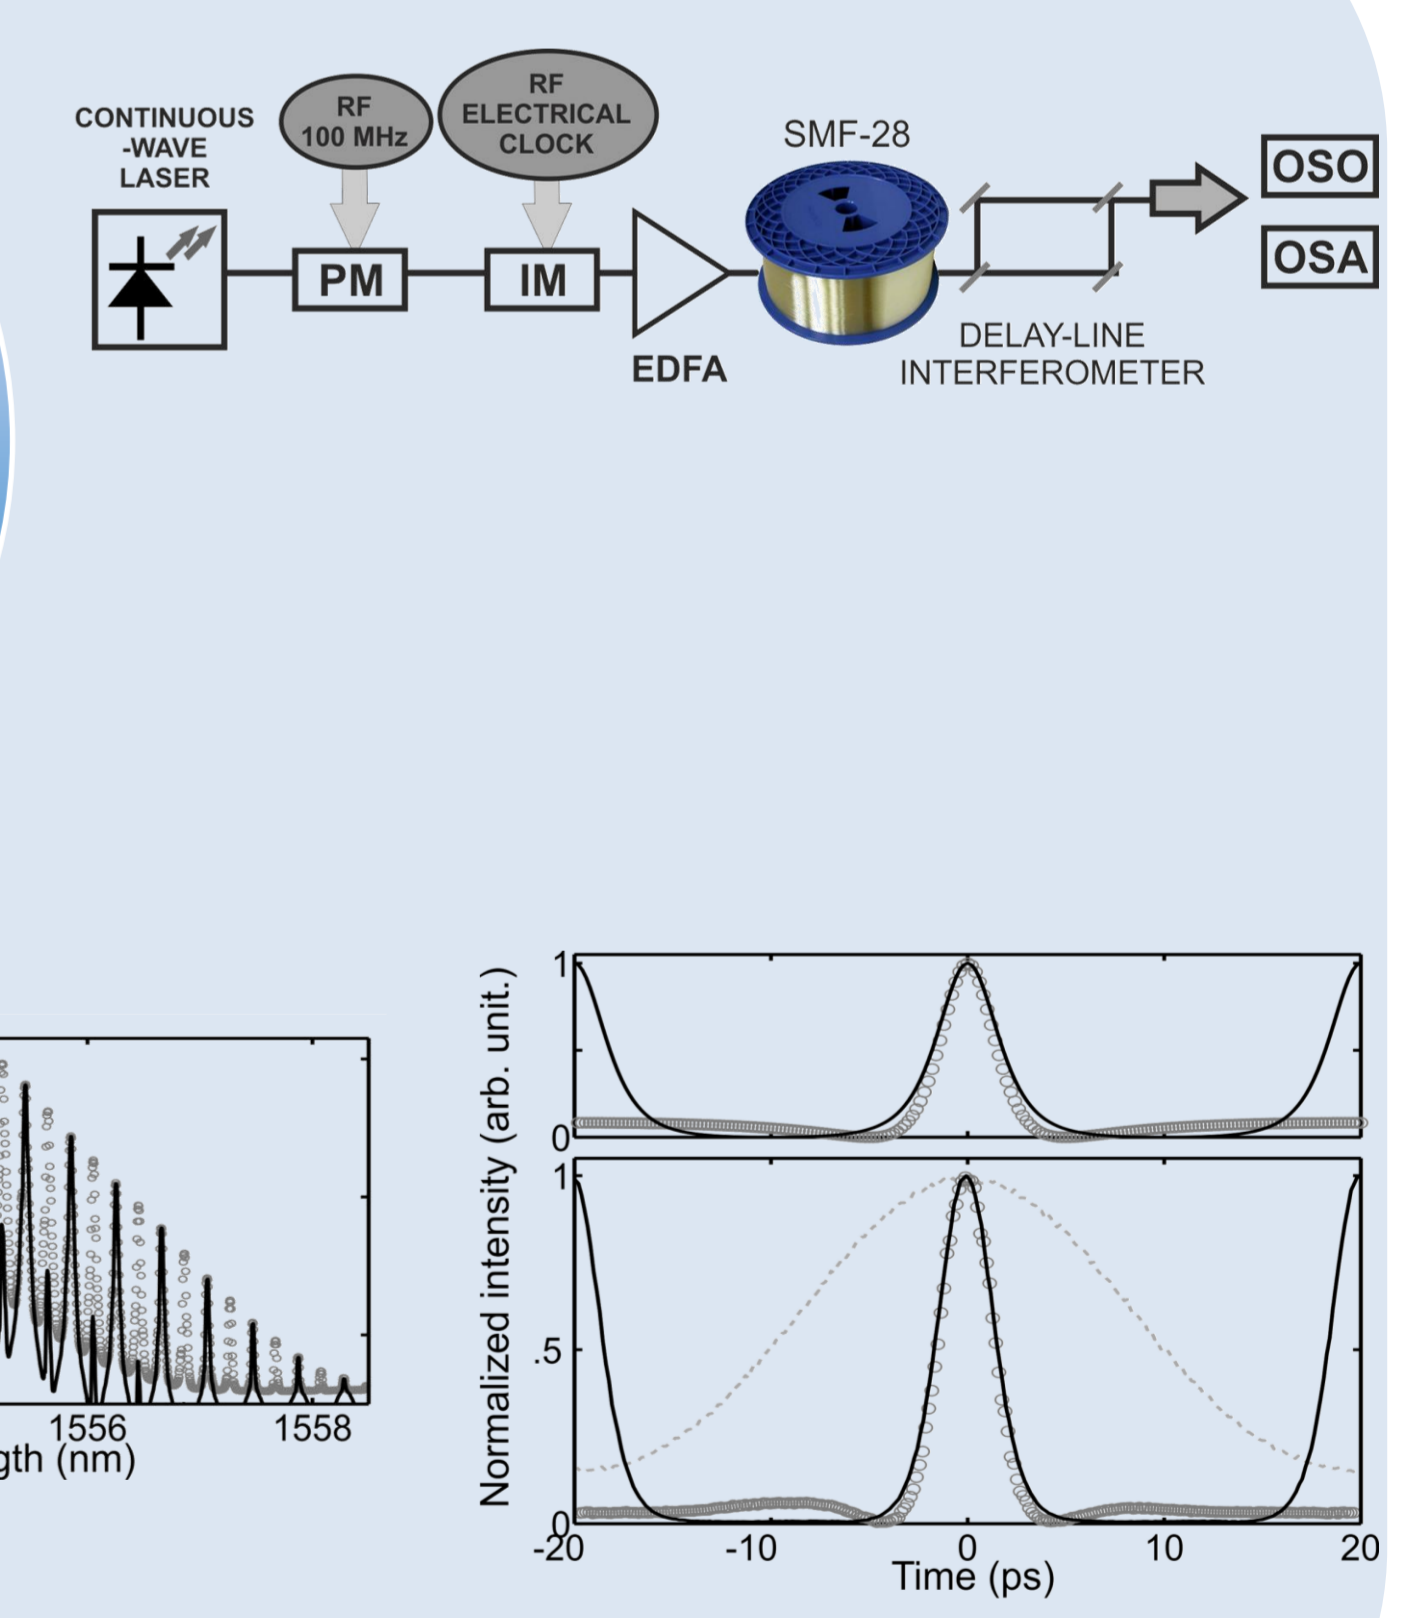 CONTINUOUS
-WAVE
LASER
RF
100 MHz
RF
ELECTRICAL
CLOCK
SMF-28
OSO
OSA
PM
IM
EDFA
DELAY-LINE
INTERFEROMETER
1556
1558
gth (nm)
Normalized intensity (arb. unit.)
1
0
1
.5
0
-20
-10
0
10
20
Time (ps)